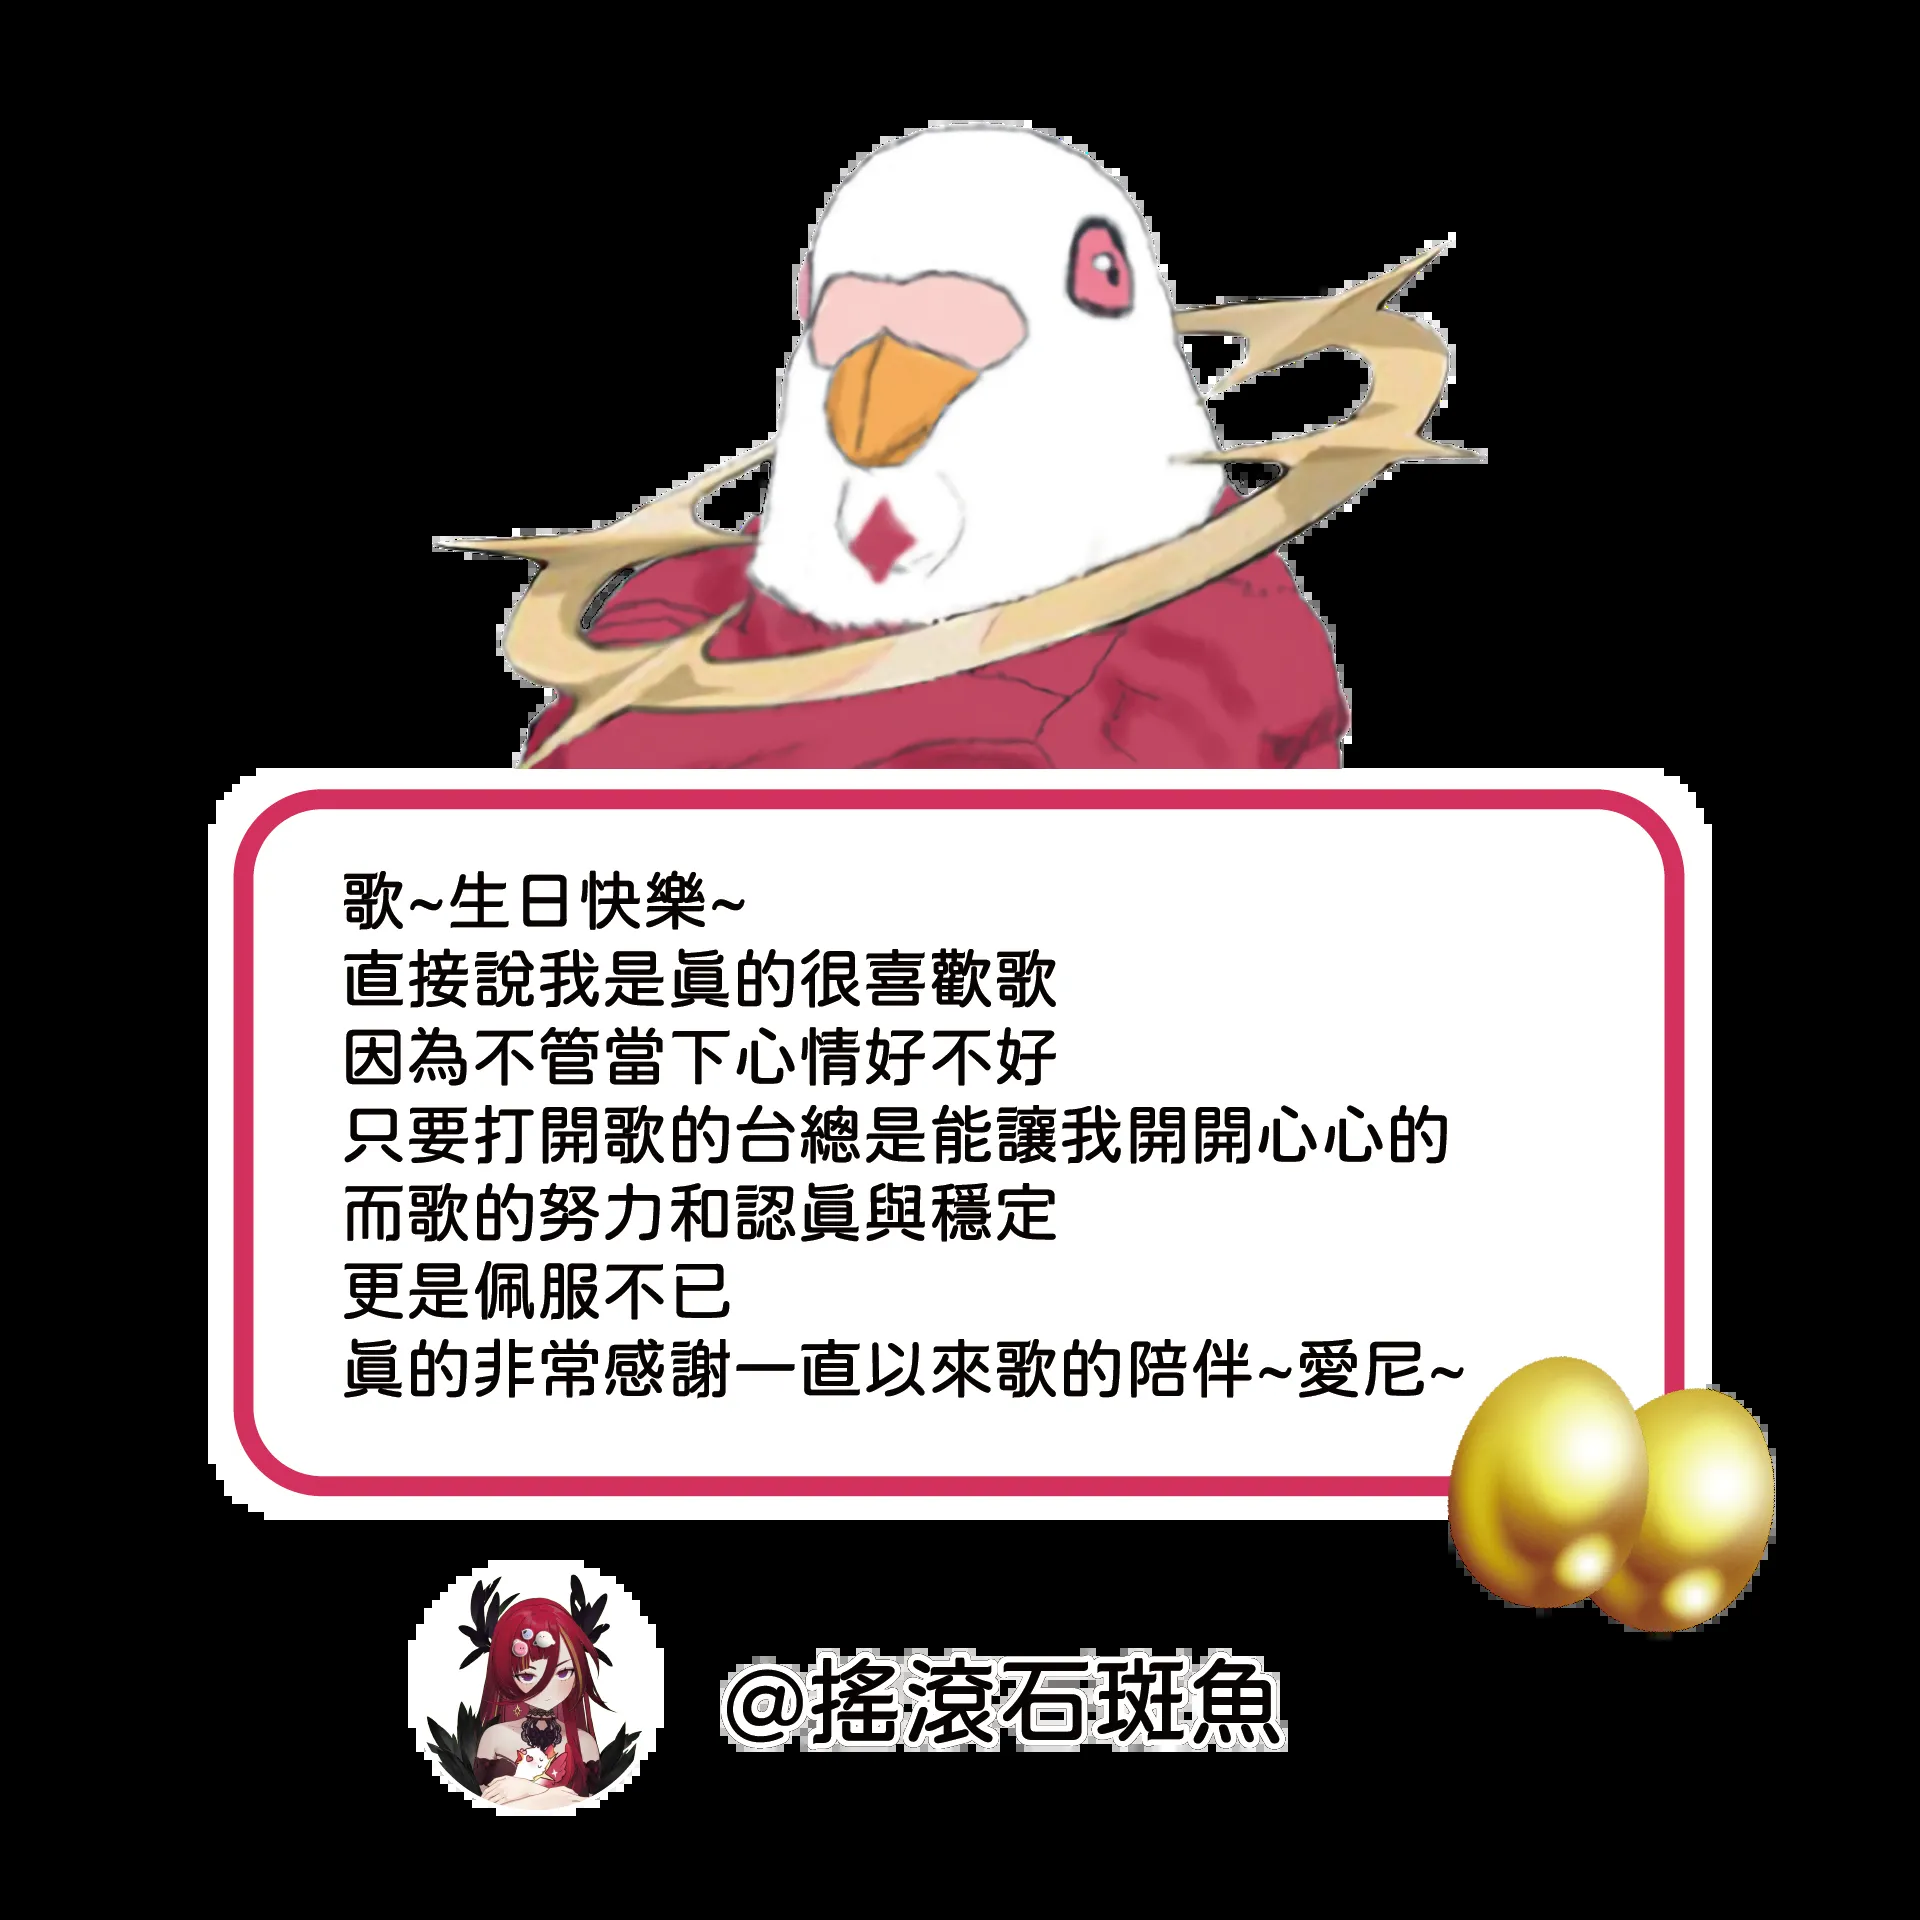 歌~生日快樂~
直接說我是眞的很喜歡歌
因為不管當下心情好不好
只要打開歌的台總是能讓我開開心心的
而歌的努力和認眞與穩定
更是佩服不已
眞的非常感謝一直以來歌的陪伴~愛尼~
@搖滾石斑魚